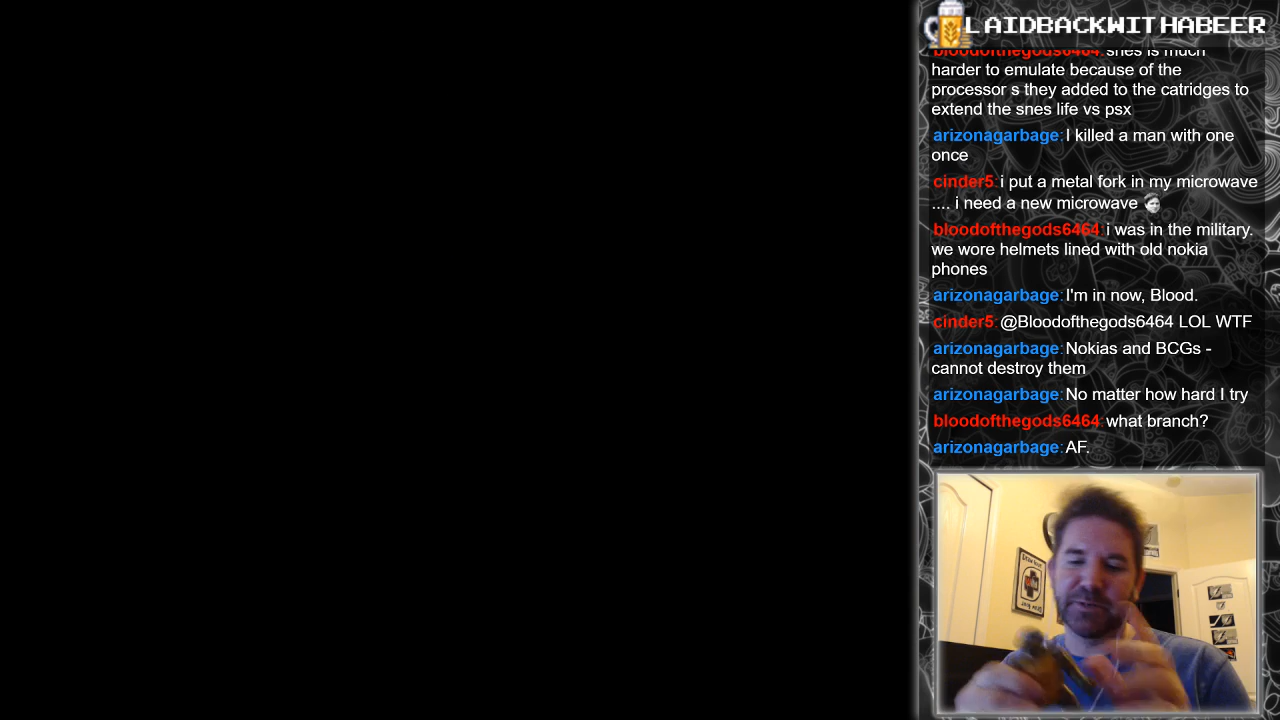 LAIDBACKWITHABEER
bloodofthegods6464: snes is much
harder to emulate because of the
processor s they added to the catridges to
extend the snes life vs psx
arizonagarbage: I killed a man with one
once
cinder5: i put a metal fork in my microwave
.... i need a new microwave
bloodofthegods6464: i was in the military.
we wore helmets lined with old nokia
phones
arizonagarbage: I'm in now, Blood.
cinder5: @Bloodofthegods6464 LOL WTF
arizonagarbage: Nokias and BCGs -
cannot destroy them
arizonagarbage: No matter how hard I try
bloodofthegods6464: what branch?
arizonagarbage: AF.